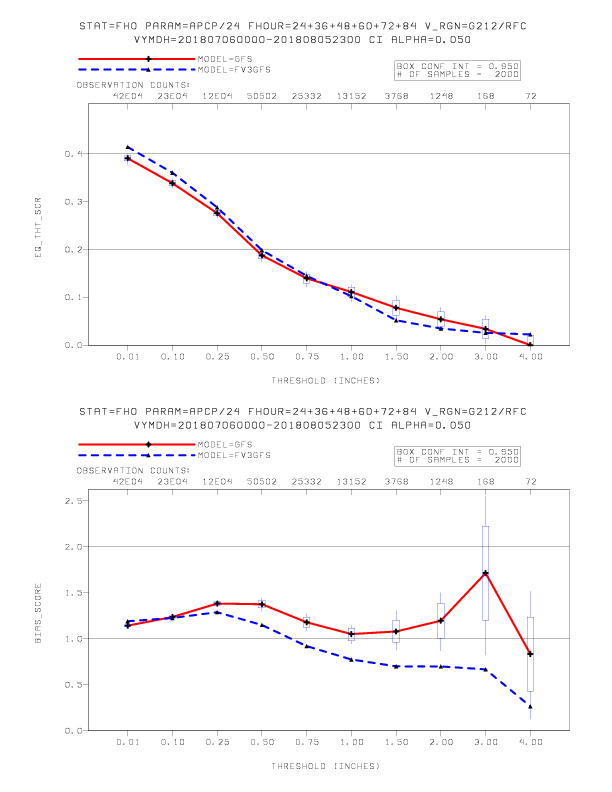 STAT=FHO PARAM=APCP/24 FHOUR=24+36+48+60+72+84 V_RGN=G212/RFC
VYMDH=201807060000-201808052300 CI ALPHA=0.050
MODEL=GFS
MODEL=FV3GFS
BOX CONF INT = 0.950
# OF SAMPLES = 2000
OBSERVATION COUNTS:
42E04 23E04 12E04 50502 25332 13152 3768 1248 168 72
0.4
0.3
EQ_THT_SCR
0.2
0.1
0.0
0.01 0.10 0.25 0.50 0.75 1.00 1.50 2.00 3.00 4.00
THRESHOLD (INCHES)
STAT=FHO PARAM=APCP/24 FHOUR=24+36+48+60+72+84 V_RGN=G212/RFC
VYMDH=201807060000-201808052300 CI ALPHA=0.050
MODEL=GFS
MODEL=FV3GFS
BOX CONF INT = 0.950
# OF SAMPLES = 2000
OBSERVATION COUNTS:
42E04 23E04 12E04 50502 25332 13152 3768 1248 168 72
2.5
2.0
1.5
BIAS_SCORE
1.0
0.5
0.0
0.01 0.10 0.25 0.50 0.75 1.00 1.50 2.00 3.00 4.00
THRESHOLD (INCHES)